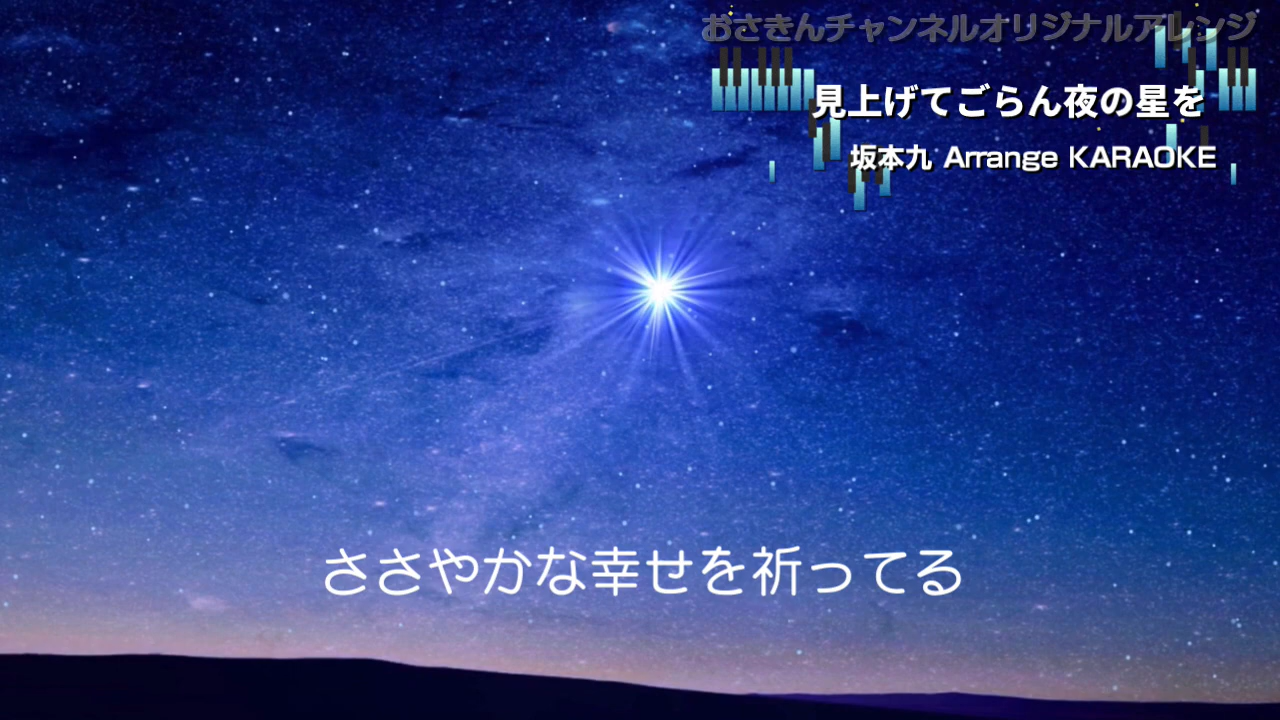 おさきんチャンネルオリジナルアレンジ
見上げてごらん夜の星を
坂本九 Arrange KARAOKE
ささやかな幸せを祈ってる